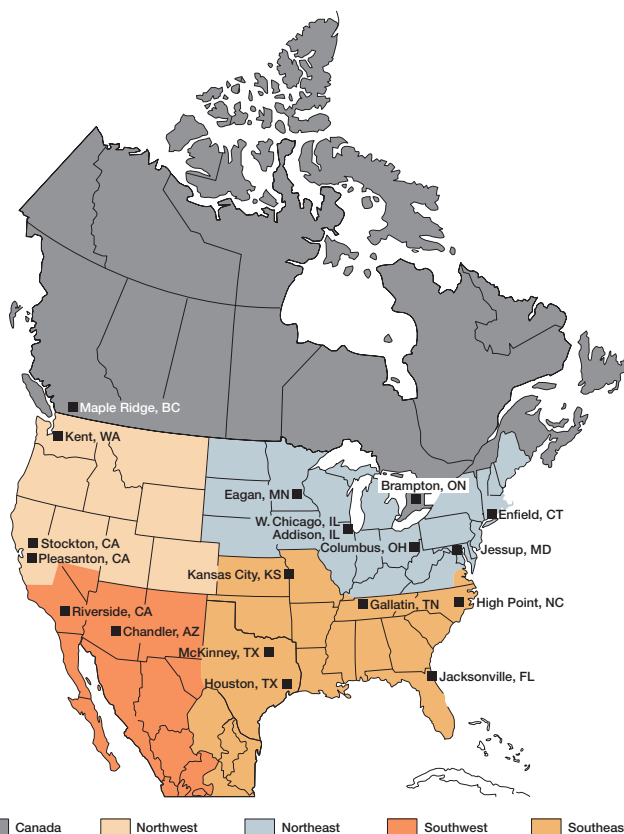 Maple Ridge, BC
Kent, WA
Brampton, ON
Eagan, MN
Enfield, CT
W. Chicago, IL
Addison, IL
Stockton, CA
Columbus, OH
Jessup, MD
Pleasanton, CA
Kansas City, KS
Riverside, CA
Gallatin, TN
High Point, NC
Chandler, AZ
McKinney, TX
Houston, TX
Jacksonville, FL
Canada
Northwest
Northeast
Southwest
Southeas